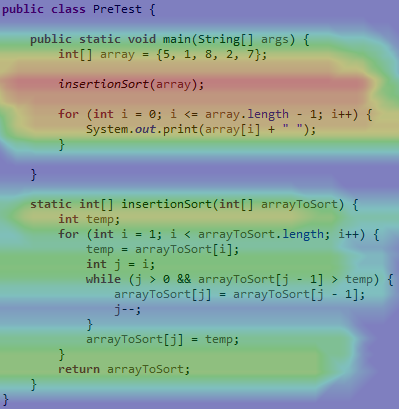 public class PreTest {
public static void main(String[] args) {
int[] array = {5, 1, 8, 2, 7};
insertionSort(array);
for (int i = 0; i <= array.length - 1; i++) {
System.out.print(array[i] + " ");
}
}
static int[] insertionSort(int[] arrayToSort) {
int temp;
for (int i = 1; i < arrayToSort.length; i++) {
temp = arrayToSort[i];
int j = i;
while (j > 0 && arrayToSort[j - 1] > temp) {
arrayToSort[j] = arrayToSort[j - 1];
j--;
}
arrayToSort[j] = temp;
}
return arrayToSort;
}
}